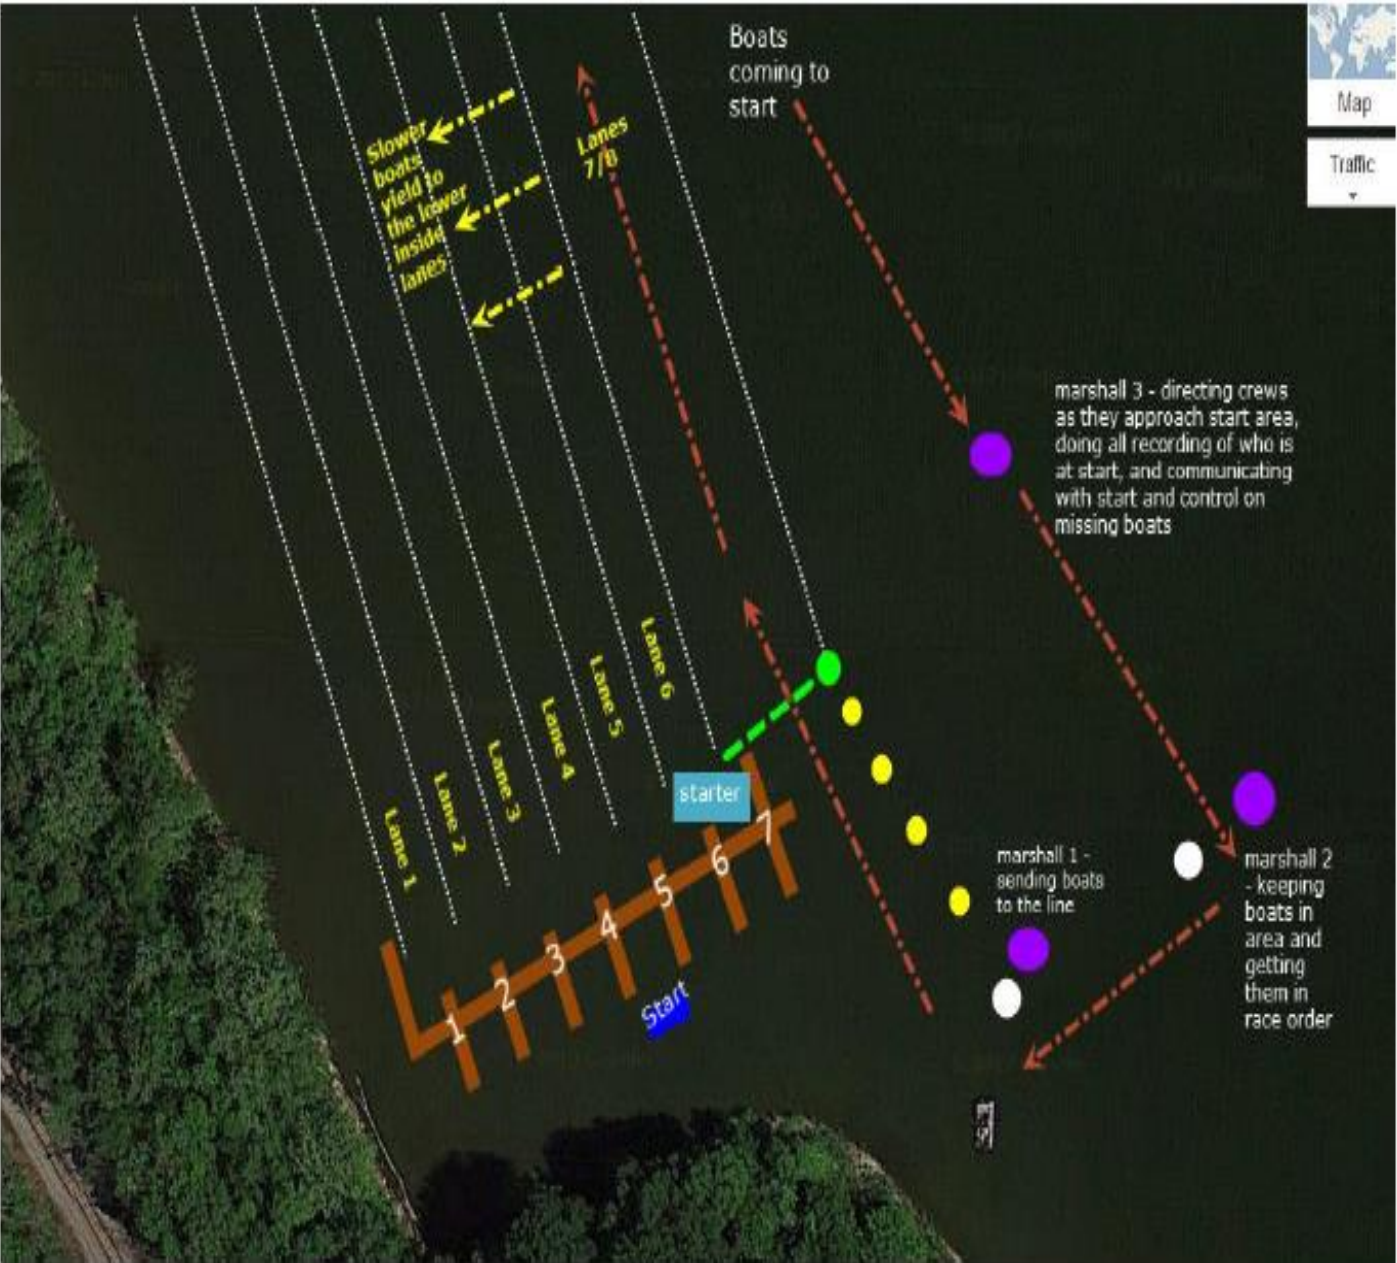 Boats
coming to
start
Map
Traffic
Slower
boats
yield to
the lower
inside
lanes
Lanes
7/8
marshall 3 - directing crews
as they approach start area,
doing all recording of who is
at start, and communicating
with start and control on
missing boats
Lane 6
Lane 5
Lane 4
Lane 3
Lane 2
Lane 1
starter
7
6
5
4
3
2
1
Start
marshall 1 -
sending boats
to the line
marshall 2
- keeping
boats in
area and
getting
them in
race order